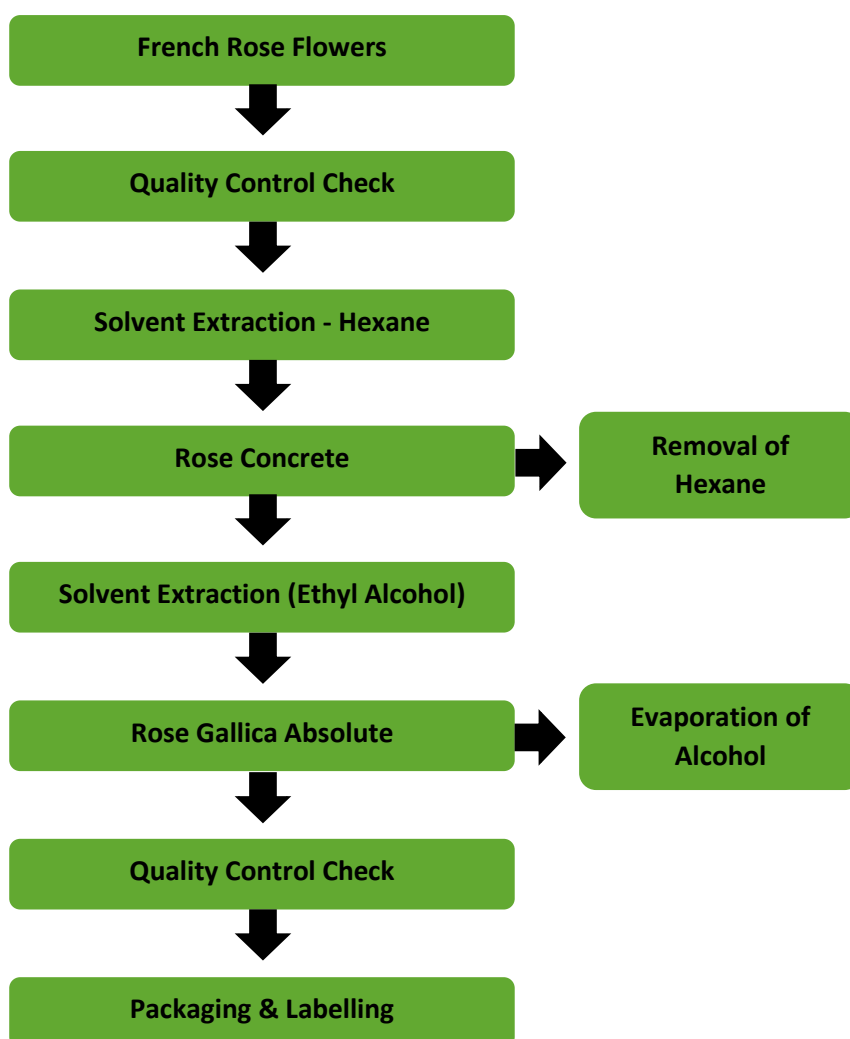 French Rose Flowers
Quality Control Check
Solvent Extraction - Hexane
Rose Concrete
Removal of
Hexane
Solvent Extraction (Ethyl Alcohol)
Rose Gallica Absolute
Evaporation of
Alcohol
Quality Control Check
Packaging & Labelling